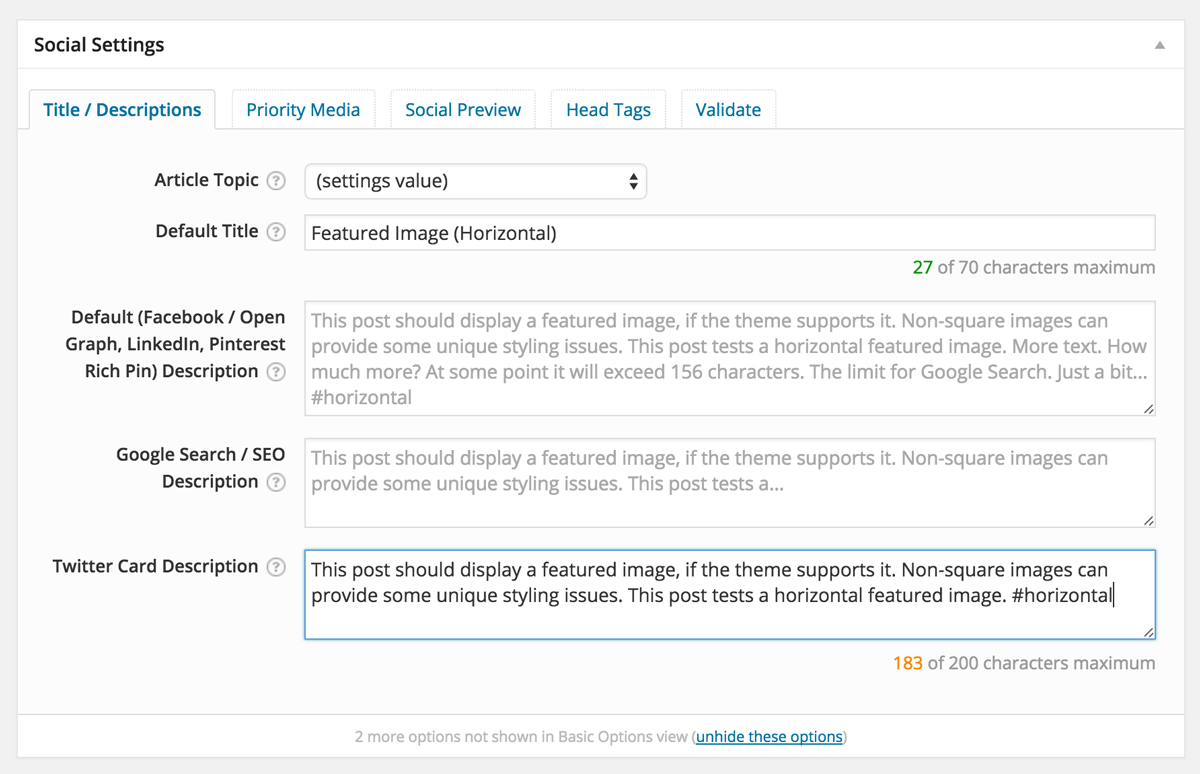 Social Settings
Title / Descriptions
Priority Media
Social Preview
Head Tags
Validate
Article Topic ?
(settings value)
Default Title ?
Featured Image (Horizontal)
27 of 70 characters maximum
Default (Facebook / Open
Graph, LinkedIn, Pinterest
Rich Pin) Description ?
This post should display a featured image, if the theme supports it. Non-square images can
provide some unique styling issues. This post tests a horizontal featured image. More text. How
much more? At some point it will exceed 156 characters. The limit for Google Search. Just a bit...
#horizontal
Google Search / SEO
Description ?
This post should display a featured image, if the theme supports it. Non-square images can
provide some unique styling issues. This post tests a...
Twitter Card Description ?
This post should display a featured image, if the theme supports it. Non-square images can
provide some unique styling issues. This post tests a horizontal featured image. #horizontal
183 of 200 characters maximum
2 more options not shown in Basic Options view (unhide these options)